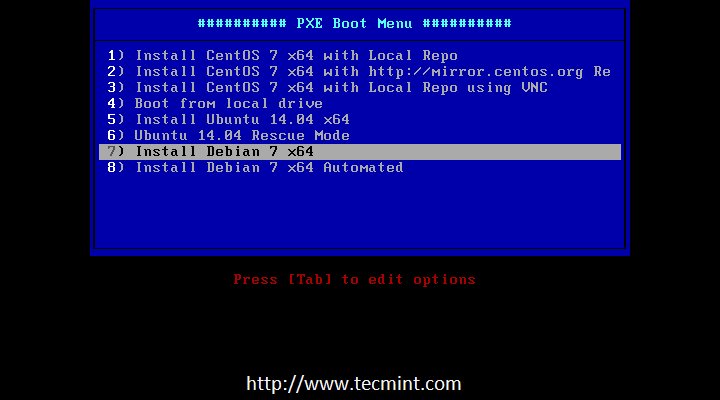 ########## PXE Boot Menu ##########
1) Install CentOS 7 x64 with Local Repo
2) Install CentOS 7 x64 with http://mirror.centos.org Re
3) Install CentOS 7 x64 with Local Repo using VNC
4) Boot from local drive
5) Install Ubuntu 14.04 x64
6) Ubuntu 14.04 Rescue Mode
7) Install Debian 7 x64
8) Install Debian 7 x64 Automated
Press [Tab] to edit options
http://www.tecmint.com